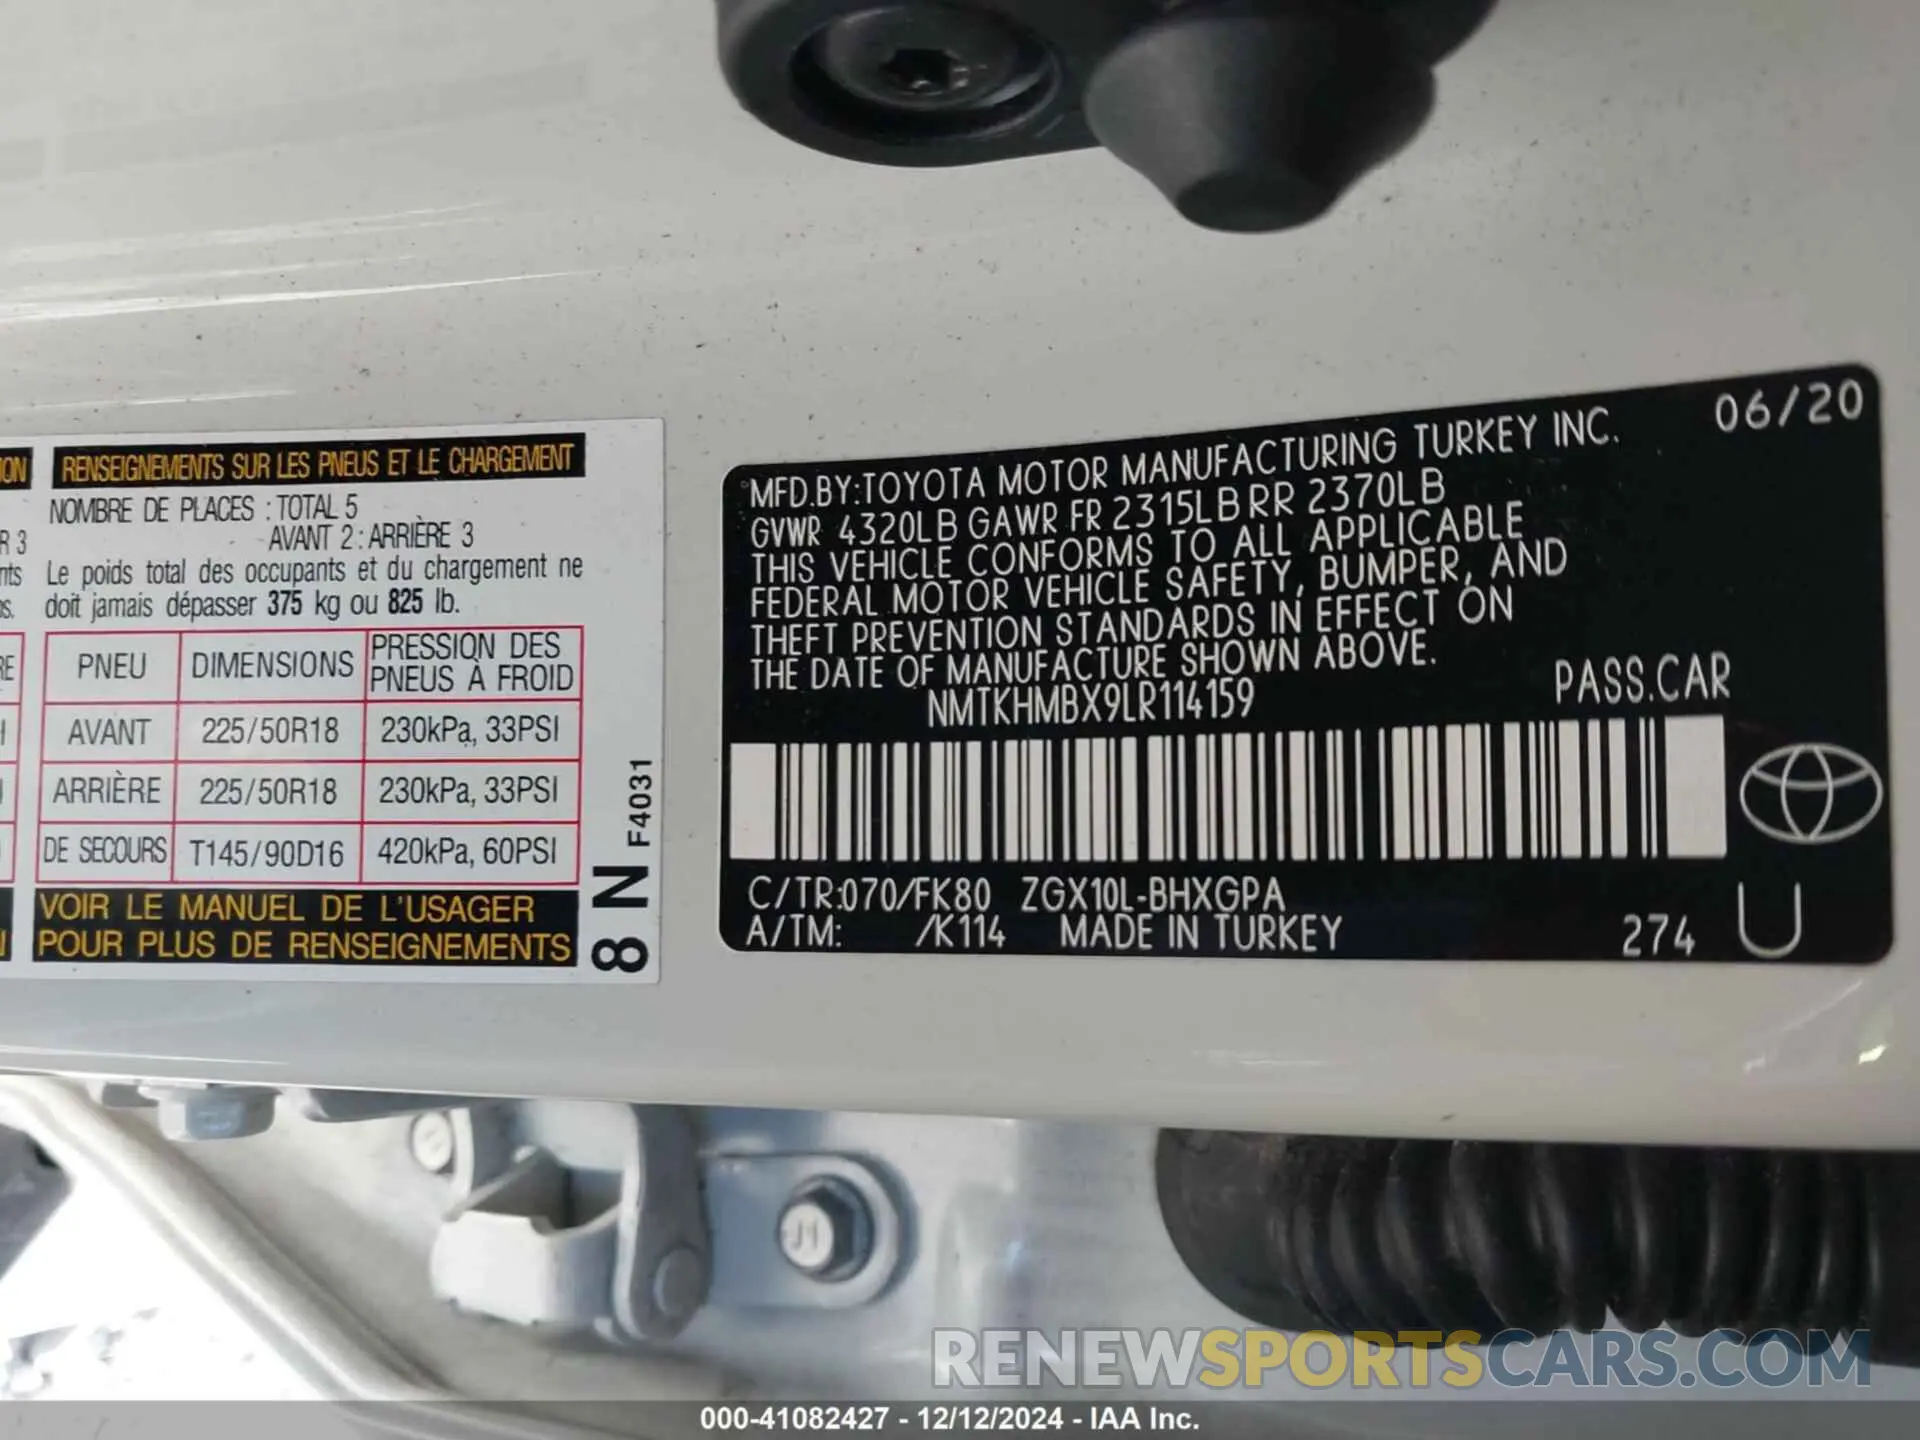 ION
RENSEIGNEMENTS SUR LES PNEUS ET LE CHARGEMENT
NOMBRE DE PLACES : TOTAL 5
R 3
AVANT 2 : ARRIÈRE 3
nts
Le poids total des occupants et du chargement ne
os.
doit jamais dépasser 375 kg ou 825 lb.
RE
PNEU DIMENSIONS PRESSION DES
PNEUS À FROID
AVANT 225/50R18 230kPa, 33PSI
ARRIÈRE 225/50R18 230kPa, 33PSI
DE SECOURS T145/90D16 420kPa, 60PSI
VOIR LE MANUEL DE L'USAGER
N
POUR PLUS DE RENSEIGNEMENTS
8 N F4031
06/20
MFD.BY:TOYOTA MOTOR MANUFACTURING TURKEY INC.
GVWR 4320LB GAWR FR 2315LB RR 2370LB
THIS VEHICLE CONFORMS TO ALL APPLICABLE
FEDERAL MOTOR VEHICLE SAFETY, BUMPER, AND
THEFT PREVENTION STANDARDS IN EFFECT ON
THE DATE OF MANUFACTURE SHOWN ABOVE.
NMTKHMBX9LR114159 PASS.CAR
C/TR:070/FK80 ZGX10L-BHXGPA
A/TM: /K114 MADE IN TURKEY 274 U
J1
RENEWSPORTSCARS.COM
000-41082427 - 12/12/2024 - IAA Inc.